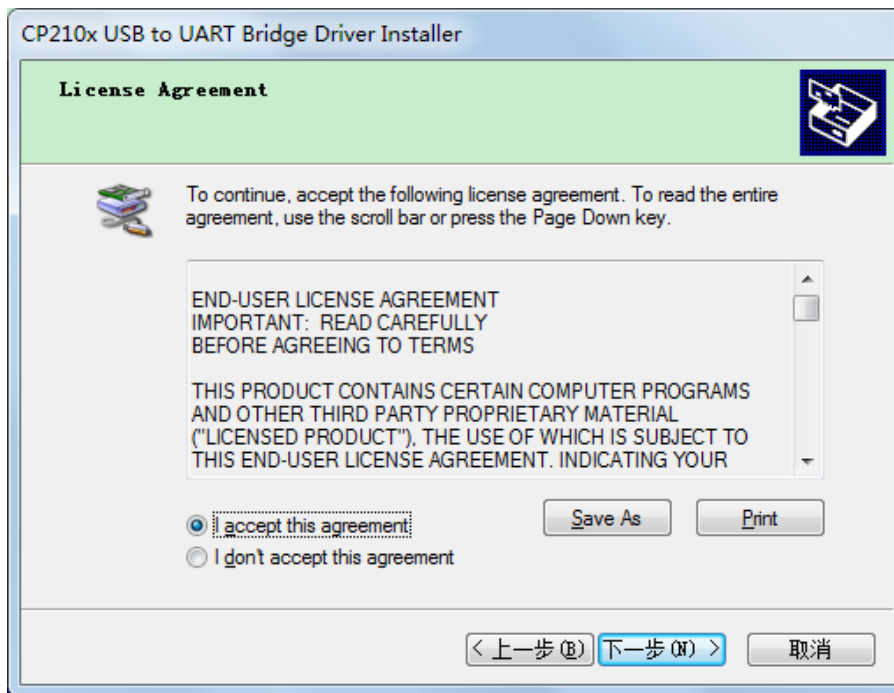 CP210x USB to UART Bridge Driver Installer
License Agreement
To continue, accept the following license agreement. To read the entire
agreement, use the scroll bar or press the Page Down key.
END-USER LICENSE AGREEMENT
IMPORTANT:  READ CAREFULLY
BEFORE AGREEING TO TERMS
THIS PRODUCT CONTAINS CERTAIN COMPUTER PROGRAMS
AND OTHER THIRD PARTY PROPRIETARY MATERIAL
("LICENSED PRODUCT"), THE USE OF WHICH IS SUBJECT TO
THIS END-USER LICENSE AGREEMENT. INDICATING YOUR
I accept this agreement
Save As
Print
I don't accept this agreement
< 上一步(B)
下一步(N) >
取消